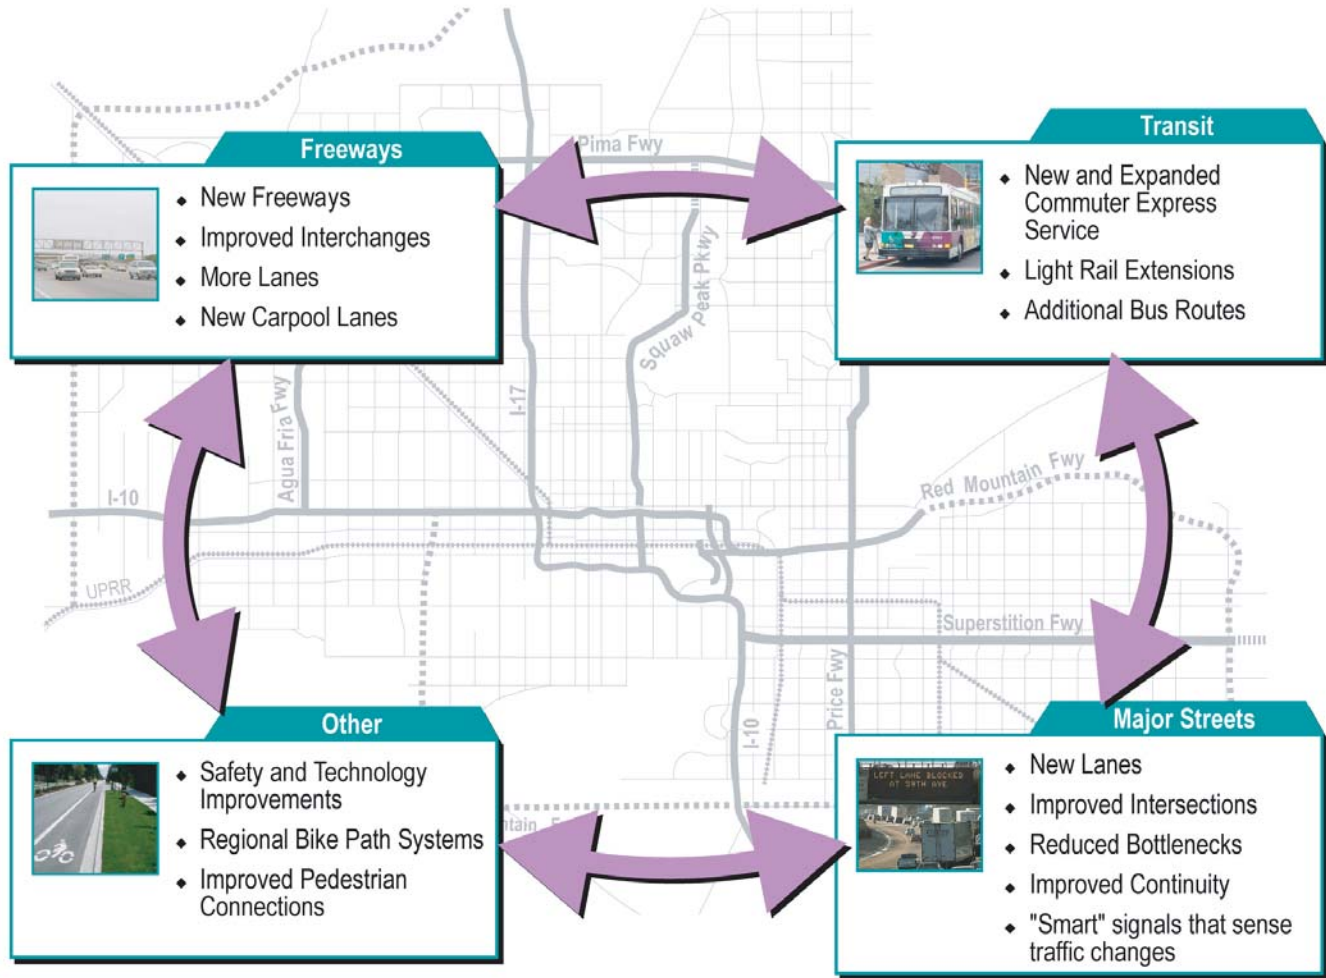 Freeways
New Freeways
Improved Interchanges
More Lanes
New Carpool Lanes
Transit
New and Expanded
Commuter Express
Service
Light Rail Extensions
Additional Bus Routes
Pima Fwy
Squaw Peak Pkwy
I-17
Agua Fria Fwy
I-10
UPRR
Red Mountain Fwy
Superstition Fwy
Price Fwy
I-10
Other
Safety and Technology
Improvements
Regional Bike Path Systems
Improved Pedestrian
Connections
Major Streets
LEFT LANE BLOCKED
AT 59TH AVE
New Lanes
Improved Intersections
Reduced Bottlenecks
Improved Continuity
"Smart" signals that sense
traffic changes